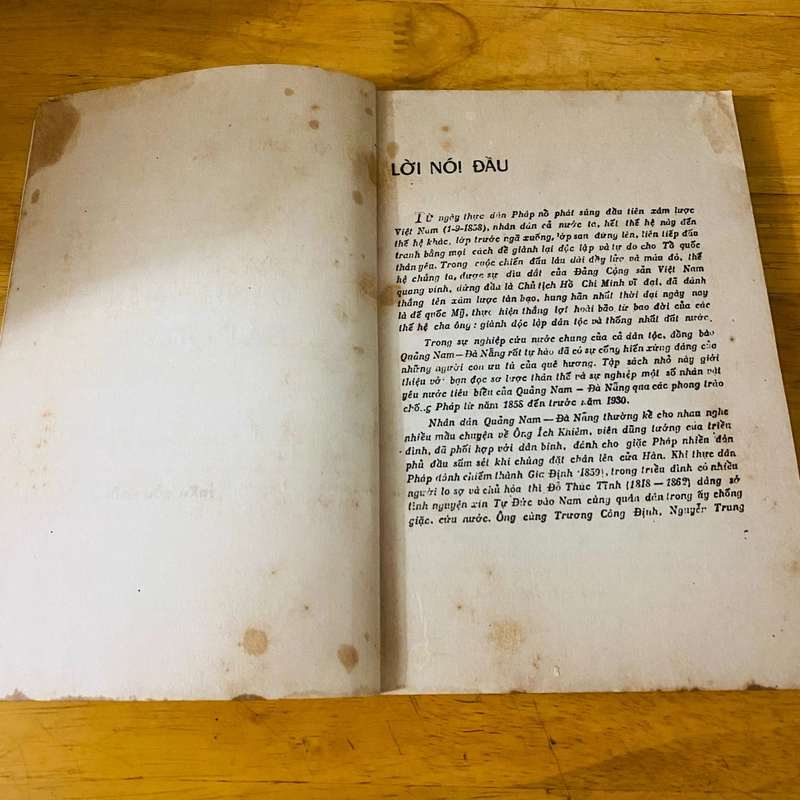 LỜI NÓI ĐẦU
Từ ngày thực dân Pháp nổ phát súng đầu tiên xâm lược
Việt Nam (1-9-1858), nhân dân cả nước ta, hết thế hệ này đến
thế hệ khác, lớp trước ngã xuống, lớp sau đứng lên, liên tiếp đấu
tranh bằng mọi cách để giành lại độc lập và tự do cho Tổ quốc
thân yêu. Trong cuộc chiến đấu lâu dài đầy lửa và máu đó, thế
hệ chúng ta, được sự dìu dắt của Đảng Cộng sản Việt Nam
quang vinh, đứng đầu là Chủ tịch Hồ Chí Minh vĩ đại, đã đánh
thắng tên xâm lược tàn bạo, hung hãn nhất thời đại ngày nay
là đế quốc Mỹ, thực hiện thắng lợi hoài bão từ bao đời của các
thế hệ cha ông: giành độc lập dân tộc và thống nhất đất nước.
Trong sự nghiệp cứu nước chung của cả dân tộc, đồng bào
Quảng Nam — Đà Nẵng rất tự hào đã có sự cống hiến xứng đáng của
những người con ưu tú của quê hương. Tập sách nhỏ này giới
thiệu với bạn đọc sơ lược thân thế và sự nghiệp một số nhân vật
yêu nước tiêu biểu của Quảng Nam — Đà Nẵng qua các phong trào
chống Pháp từ năm 1858 đến trước năm 1930.
Nhân dân Quảng Nam — Đà Nẵng thường kể cho nhau nghe
nhiều mẩu chuyện về Ông Ích Khiêm, viên dũng tướng của triều
đình, đã phối hợp với dân binh, đánh cho giặc Pháp nhiều đòn
phủ đầu sấm sét khi chúng đặt chân lên cửa Hàn. Khi thực dân
Pháp đánh chiếm thành Gia Định (1859), trong triều đình có nhiều
người lo sợ và chủ hòa thì Đỗ Thúc Tĩnh (1818 — 1862) dâng sớ
tình nguyện xin Tự Đức vào Nam cùng quân dân trong ấy chống
giặc, cứu nước. Ông cùng Trương Công Định, Nguyễn Trung